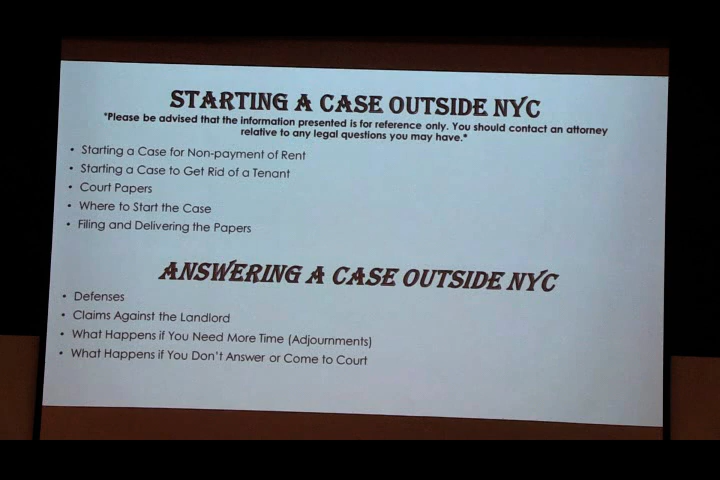 STARTING A CASE OUTSIDE NYC
*Please be advised that the information presented is for reference only. You should contact an attorney
relative to any legal questions you may have.*
• Starting a Case for Non-payment of Rent
• Starting a Case to Get Rid of a Tenant
• Court Papers
• Where to Start the Case
• Filing and Delivering the Papers
ANSWERING A CASE OUTSIDE NYC
• Defenses
• Claims Against the Landlord
• What Happens if You Need More Time (Adjournments)
• What Happens if You Don't Answer or Come to Court